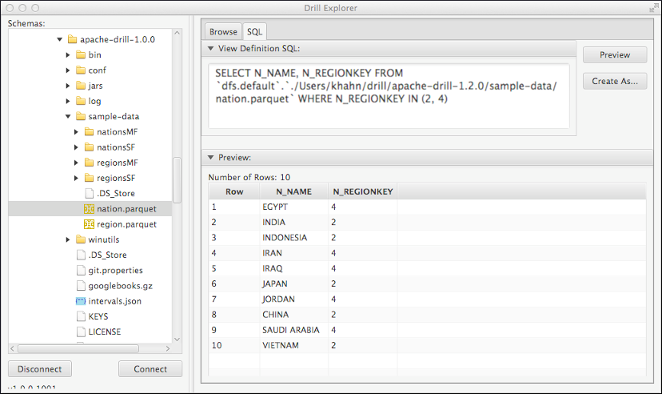 Drill Explorer
Schemas:
apache-drill-1.0.0
bin
conf
jars
log
sample-data
nationsMF
nationsSF
regionsMF
regionsSF
.DS_Store
nation.parquet
region.parquet
winutils
.DS_Store
git.properties
googlebooks.gz
intervals.json
KEYS
LICENSE
Disconnect
Connect
v1.0.0.1001
Browse
SQL
View Definition SQL:
SELECT N_NAME, N_REGIONKEY FROM
`dfs.default`.`./Users/khahn/drill/apache-drill-1.2.0/sample-data/
nation.parquet` WHERE N_REGIONKEY IN (2, 4)
Preview
Create As...
Preview:
Number of Rows: 10
Row N_NAME N_REGIONKEY
1 EGYPT 4
2 INDIA 2
3 INDONESIA 2
4 IRAN 4
5 IRAQ 4
6 JAPAN 2
7 JORDAN 4
8 CHINA 2
9 SAUDI ARABIA 4
10 VIETNAM 2